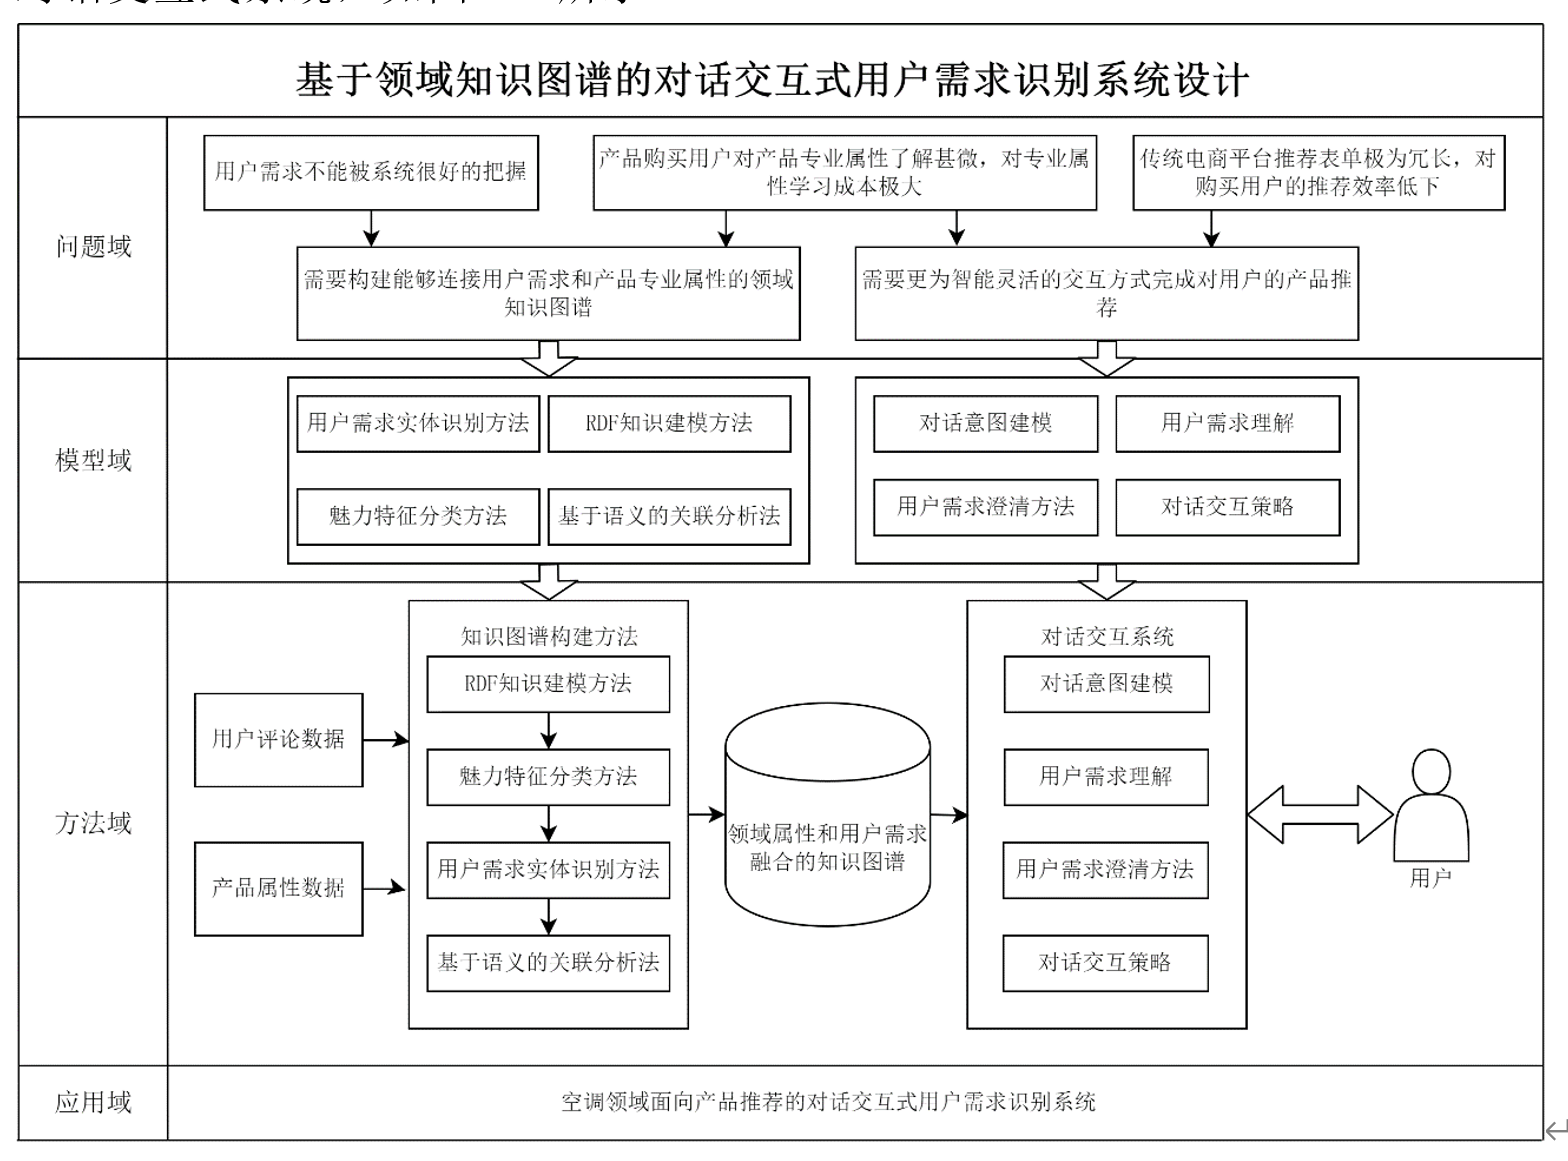 基于领域知识图谱的对话交互式用户需求识别系统设计
问题域
用户需求不能被系统很好的把握
产品购买用户对产品专业属性了解甚微，对专业属
性学习成本极大
传统电商平台推荐表单极为冗长，对
购买用户的推荐效率低下
需要构建能够连接用户需求和产品专业属性的领域
知识图谱
需要更为智能灵活的交互方式完成对用户的产品推
荐
模型域
用户需求实体识别方法
RDF知识建模方法
魅力特征分类方法
基于语义的关联分析法
对话意图建模
用户需求理解
用户需求澄清方法
对话交互策略
方法域
用户评论数据
产品属性数据
知识图谱构建方法
RDF知识建模方法
魅力特征分类方法
用户需求实体识别方法
基于语义的关联分析法
领域属性和用户需求
融合的知识图谱
对话交互系统
对话意图建模
用户需求理解
用户需求澄清方法
对话交互策略
用户
应用域
空调领域面向产品推荐的对话交互式用户需求识别系统